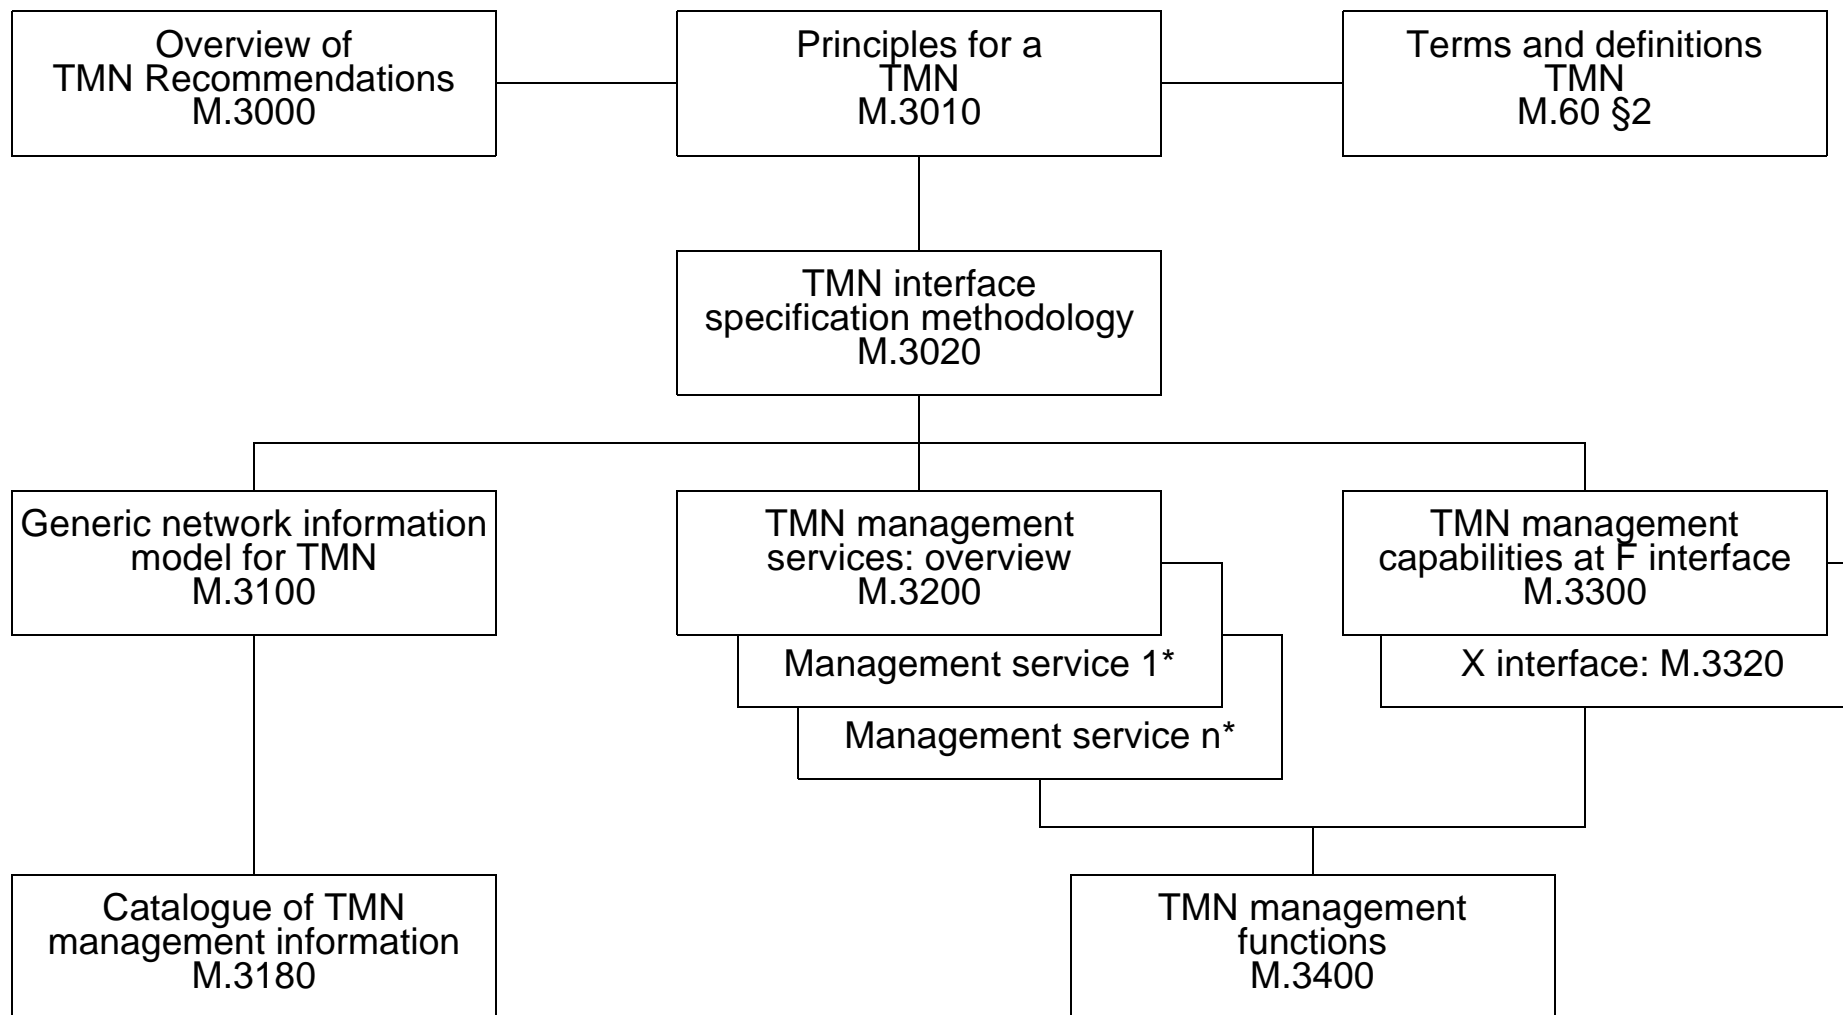 Overview of
TMN Recommendations
M.3000
Principles for a
TMN
M.3010
Terms and definitions
TMN
M.60 §2
TMN interface
specification methodology
M.3020
Generic network information
model for TMN
M.3100
TMN management
services: overview
M.3200
Management service 1*
Management service n*
TMN management
capabilities at F interface
M.3300
X interface: M.3320
Catalogue of TMN
management information
M.3180
TMN management
functions
M.3400